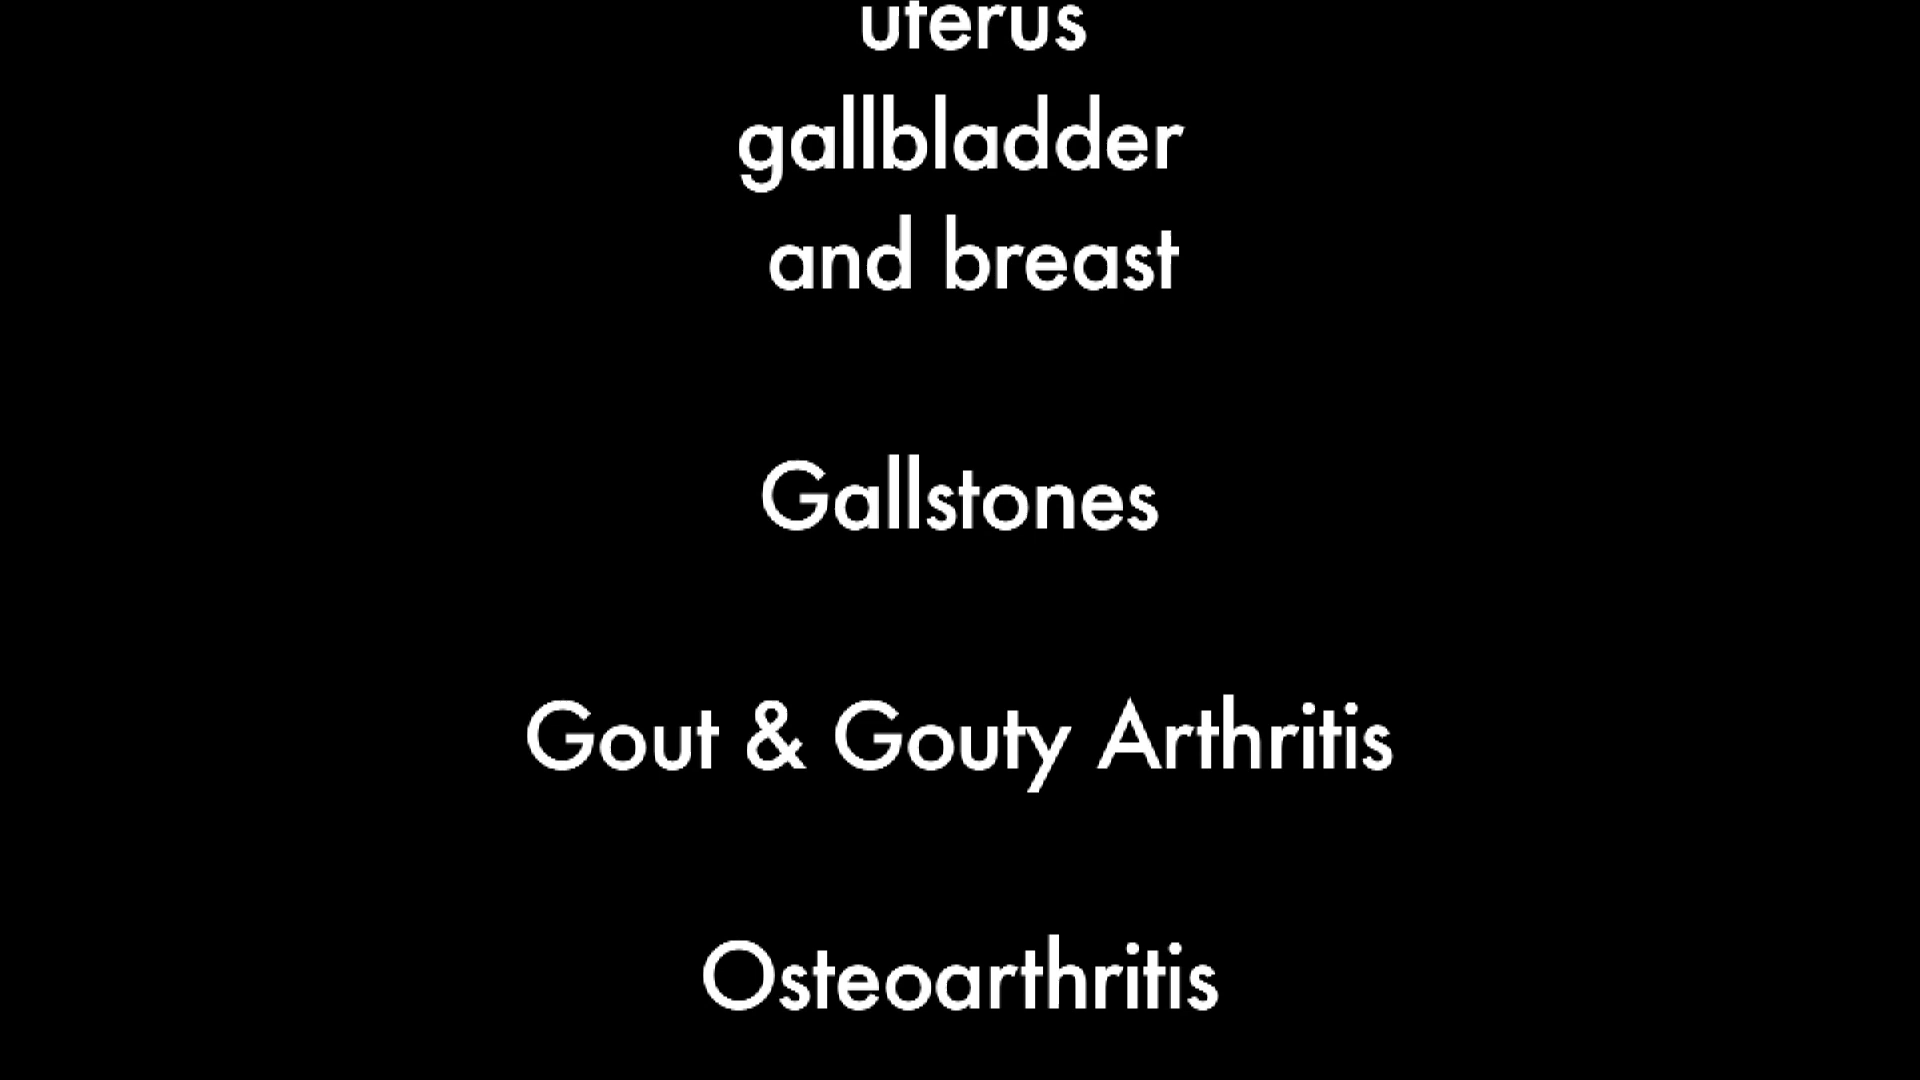 uterus
gallbladder
and breast
Gallstones
Gout & Gouty Arthritis
Osteoarthritis